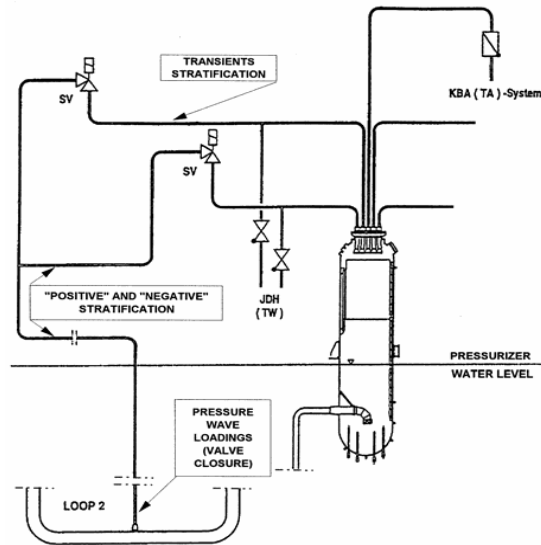 TRANSIENTS
STRATIFICATION
SV
KBA ( TA ) -System
SV
"POSITIVE" AND "NEGATIVE"
STRATIFICATION
JDH
( TW )
PRESSURIZER
WATER LEVEL
PRESSURE
WAVE
LOADINGS
(VALVE
CLOSURE)
LOOP 2